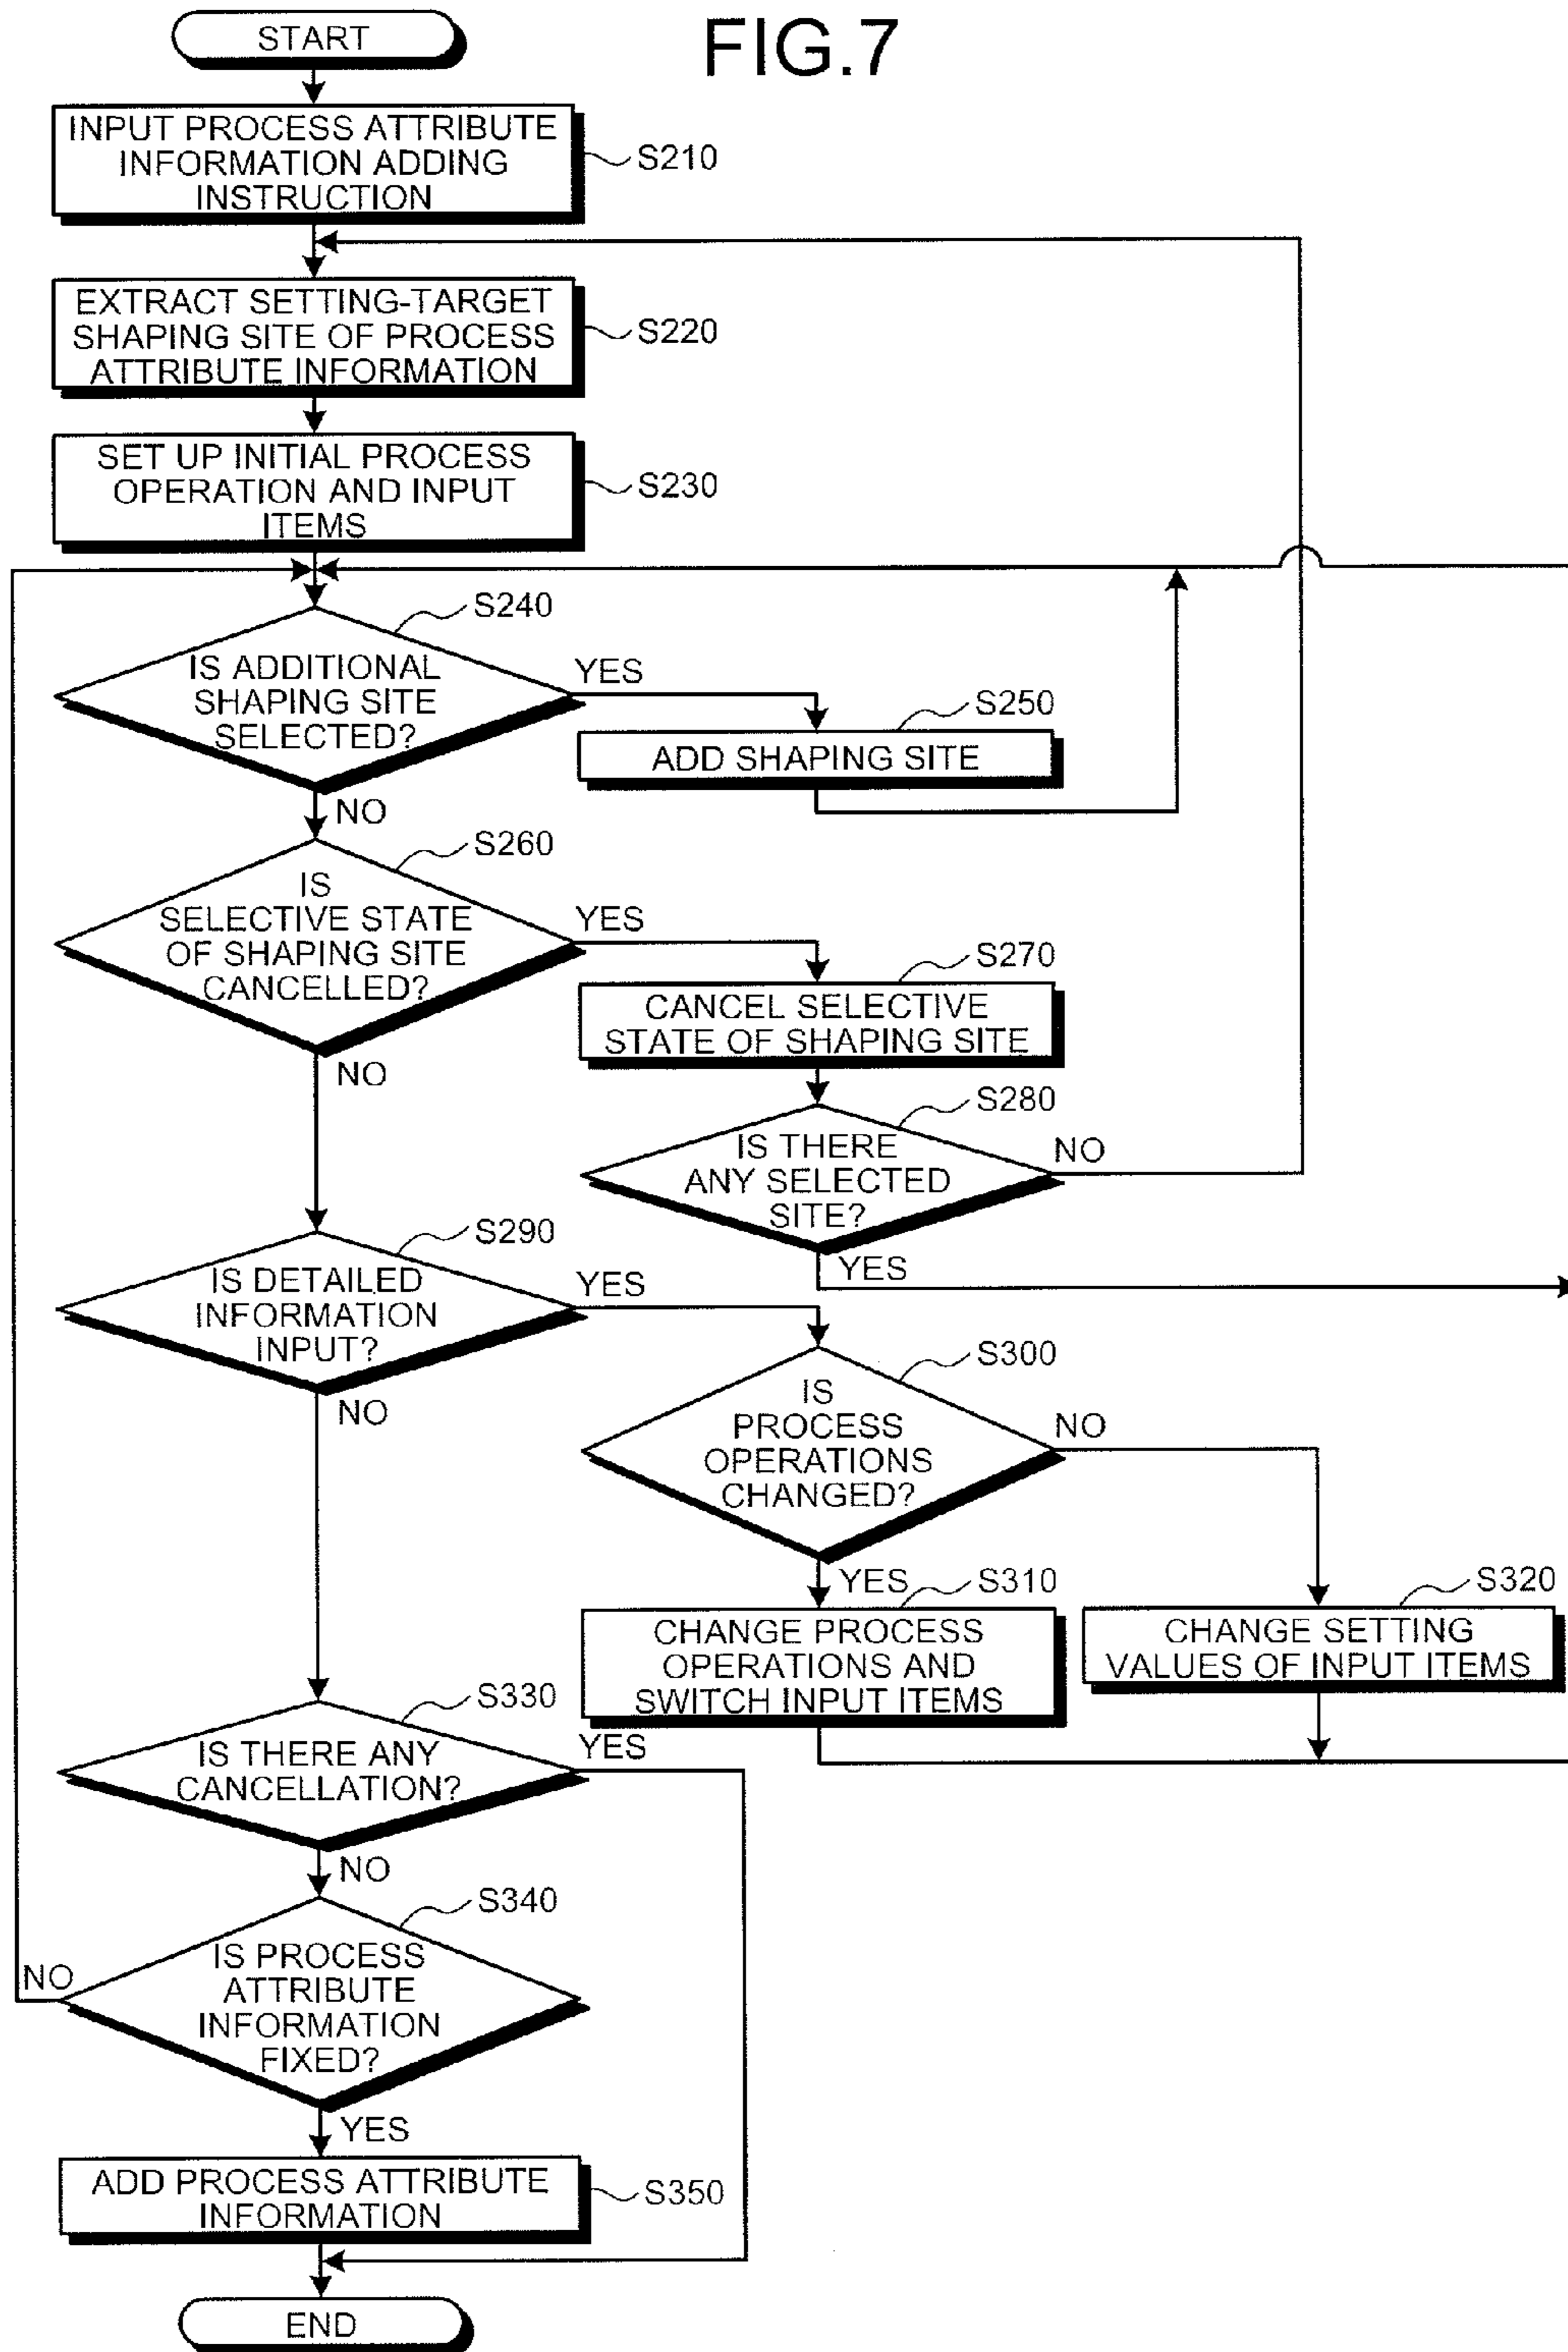 FIG.7
START
INPUT PROCESS ATTRIBUTE
INFORMATION ADDING
INSTRUCTION
S210
EXTRACT SETTING-TARGET
SHAPING SITE OF PROCESS
ATTRIBUTE INFORMATION
S220
SET UP INITIAL PROCESS
OPERATION AND INPUT
ITEMS
S230
S240
IS ADDITIONAL
SHAPING SITE
SELECTED?
YES
S250
ADD SHAPING SITE
NO
S260
IS
SELECTIVE STATE
OF SHAPING SITE
CANCELLED?
YES
S270
CANCEL SELECTIVE
STATE OF SHAPING SITE
NO
S280
IS THERE
ANY SELECTED
SITE?
NO
YES
S290
IS DETAILED
INFORMATION
INPUT?
YES
NO
S300
IS
PROCESS
OPERATIONS
CHANGED?
NO
YES
S310
CHANGE PROCESS
OPERATIONS AND
SWITCH INPUT ITEMS
S320
CHANGE SETTING
VALUES OF INPUT ITEMS
S330
IS THERE ANY
CANCELLATION?
YES
NO
S340
IS PROCESS
ATTRIBUTE
INFORMATION
FIXED?
NO
YES
ADD PROCESS ATTRIBUTE
INFORMATION
S350
END